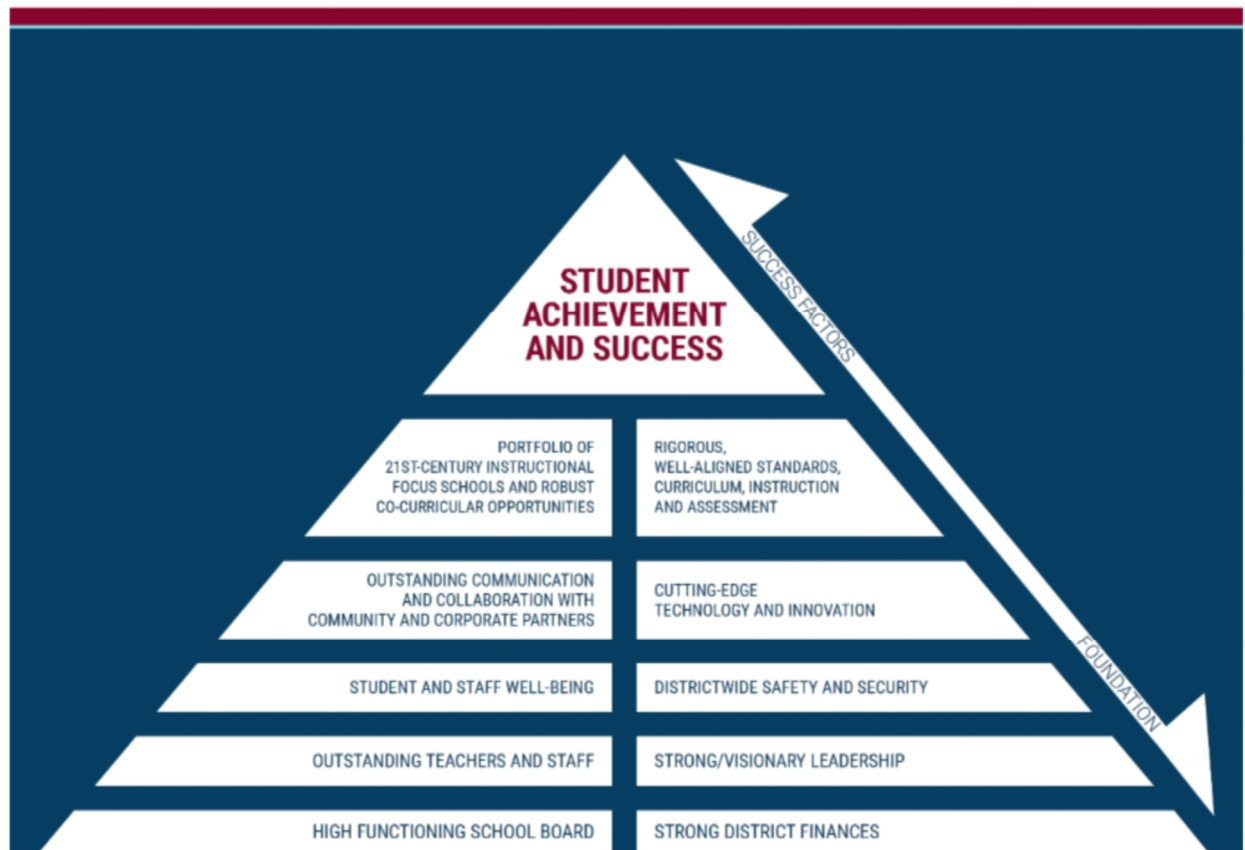 STUDENT
ACHIEVEMENT
AND SUCCESS
SUCCESS FACTORS
PORTFOLIO OF
21ST-CENTURY INSTRUCTIONAL
FOCUS SCHOOLS AND ROBUST
CO-CURRICULAR OPPORTUNITIES
RIGOROUS,
WELL-ALIGNED STANDARDS,
CURRICULUM, INSTRUCTION
AND ASSESSMENT
OUTSTANDING COMMUNICATION
AND COLLABORATION WITH
COMMUNITY AND CORPORATE PARTNERS
CUTTING-EDGE
TECHNOLOGY AND INNOVATION
FOUNDATION
STUDENT AND STAFF WELL-BEING
DISTRICTWIDE SAFETY AND SECURITY
OUTSTANDING TEACHERS AND STAFF
STRONG/VISIONARY LEADERSHIP
HIGH FUNCTIONING SCHOOL BOARD
STRONG DISTRICT FINANCES